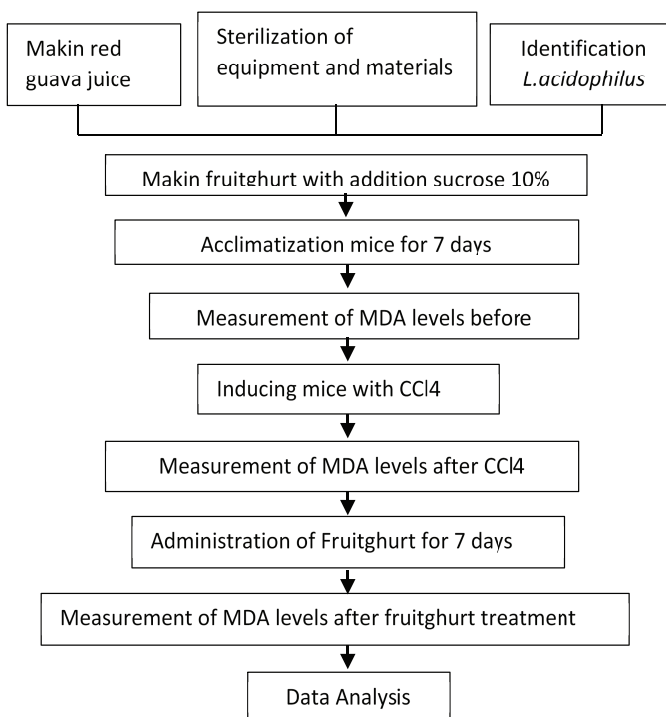 Makin red
guava juice
Sterilization of
equipment and materials
Identification
L.acidophilus
Makin fruitghurt with addition sucrose 10%
Acclimatization mice for 7 days
Measurement of MDA levels before
Inducing mice with CCl4
Measurement of MDA levels after CCl4
Administration of Fruitghurt for 7 days
Measurement of MDA levels after fruitghurt treatment
Data Analysis